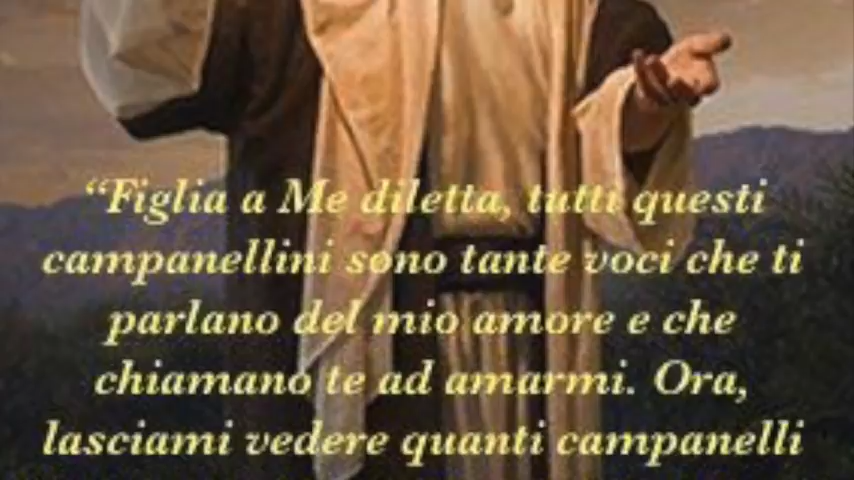 “Figlia a Me diletta, tutti questi
campanellini sono tante voci che ti
parlano del mio amore e che
chiamano te ad amarmi. Ora,
lasciami vedere quanti campanelli